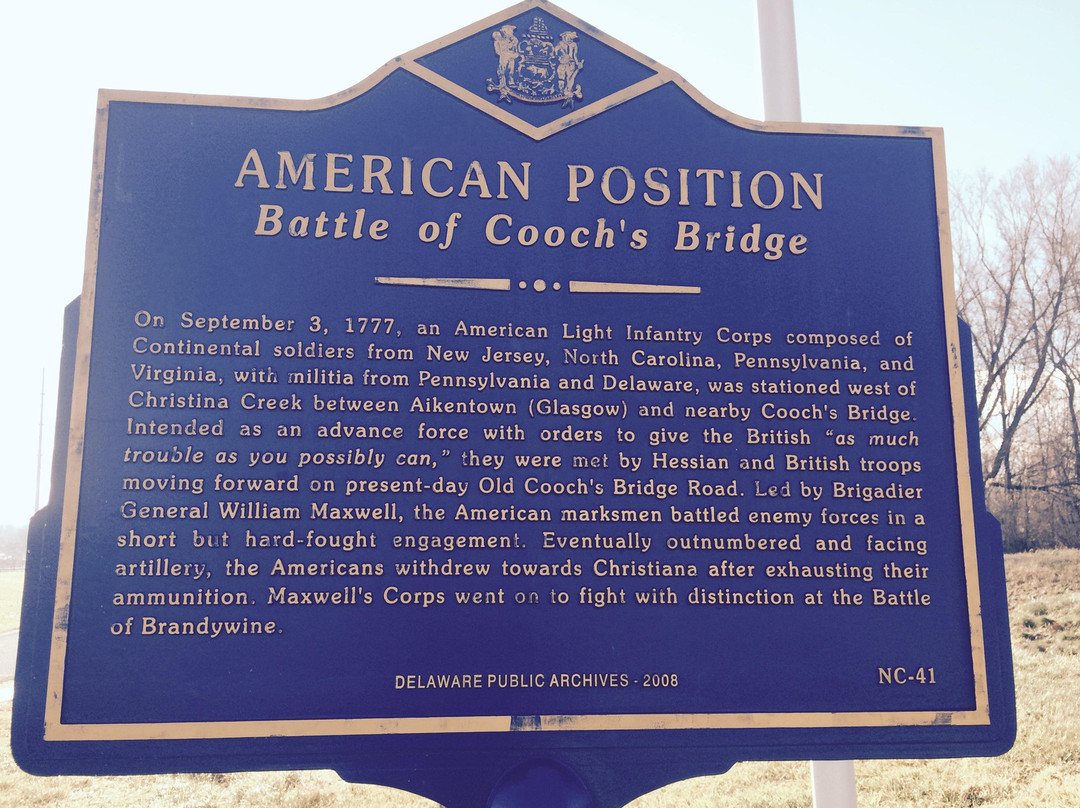 AMERICAN POSITION
Battle of Cooch's Bridge
On September 3, 1777, an American Light Infantry Corps composed of
Continental soldiers from New Jersey, North Carolina, Pennsylvania, and
Virginia, with militia from Pennsylvania and Delaware, was stationed west of
Christina Creek between Aikentown (Glasgow) and nearby Cooch's Bridge.
Intended as an advance force with orders to give the British "as much
trouble as you possibly can," they were met by Hessian and British troops
moving forward on present-day Old Cooch's Bridge Road. Led by Brigadier
General William Maxwell, the American marksmen battled enemy forces in a
short but hard-fought engagement. Eventually outnumbered and facing
artillery, the Americans withdrew towards Christiana after exhausting their
ammunition. Maxwell's Corps went on to fight with distinction at the Battle
of Brandywine.
DELAWARE PUBLIC ARCHIVES - 2008
NC-41